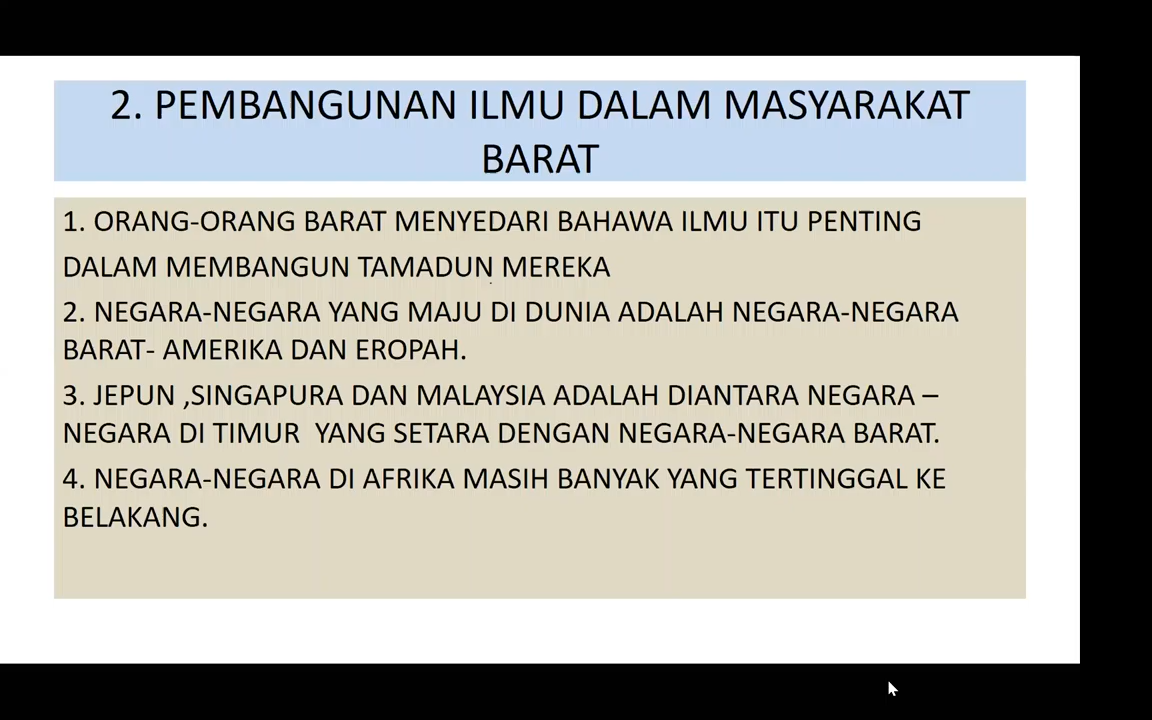 2. PEMBANGUNAN ILMU DALAM MASYARAKAT
BARAT
1. ORANG-ORANG BARAT MENYEDARI BAHAWA ILMU ITU PENTING
DALAM MEMBANGUN TAMADUN MEREKA
2. NEGARA-NEGARA YANG MAJU DI DUNIA ADALAH NEGARA-NEGARA
BARAT- AMERIKA DAN EROPAH.
3. JEPUN ,SINGAPURA DAN MALAYSIA ADALAH DIANTARA NEGARA –
NEGARA DI TIMUR  YANG SETARA DENGAN NEGARA-NEGARA BARAT.
4. NEGARA-NEGARA DI AFRIKA MASIH BANYAK YANG TERTINGGAL KE
BELAKANG.